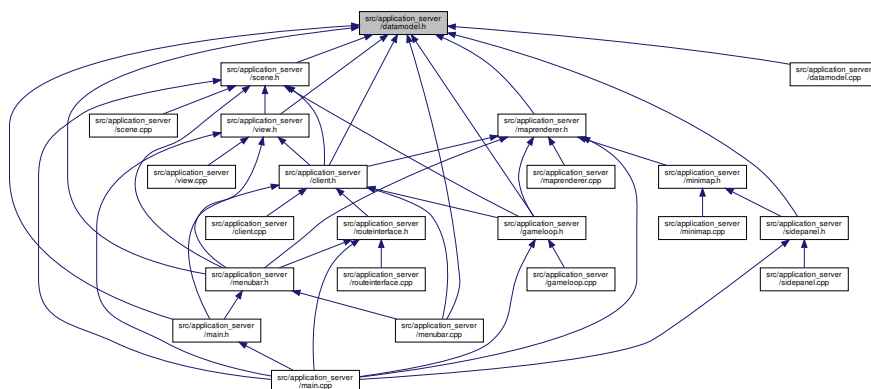 src/application_server
/datamodel.h
src/application_server
/scene.h
src/application_server
/datamodel.cpp
src/application_server
/scene.cpp
src/application_server
/view.h
src/application_server
/maprenderer.h
src/application_server
/view.cpp
src/application_server
/client.h
src/application_server
/maprenderer.cpp
src/application_server
/minimap.h
src/application_server
/client.cpp
src/application_server
/routeinterface.h
src/application_server
/gameloop.h
src/application_server
/minimap.cpp
src/application_server
/sidepanel.h
src/application_server
/menubar.h
src/application_server
/routeinterface.cpp
src/application_server
/gameloop.cpp
src/application_server
/sidepanel.cpp
src/application_server
/main.h
src/application_server
/menubar.cpp
src/application_server
/main.cpp